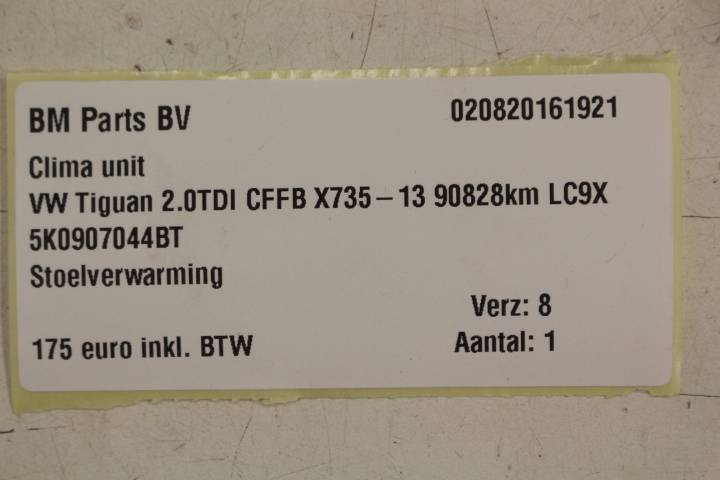 BM Parts BV 020820161921
Clima unit
VW Tiguan 2.0TDI CFFB X735-13 90828km LC9X
5K0907044BT
Stoelverwarming
Verz: 8
175 euro inkl. BTW Aantal: 1